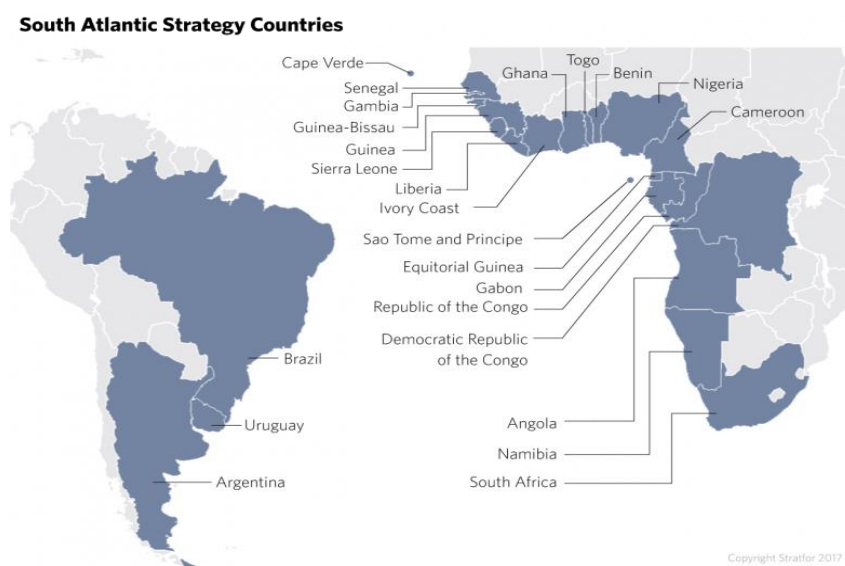 South Atlantic Strategy Countries
Cape Verde
Senegal
Gambia
Guinea-Bissau
Guinea
Sierra Leone
Liberia
Ivory Coast
Ghana
Togo
Benin
Nigeria
Cameroon
Sao Tome and Principe
Equitorial Guinea
Gabon
Republic of the Congo
Democratic Republic
of the Congo
Angola
Namibia
South Africa
Brazil
Uruguay
Argentina
Copyright Stratfor 2017